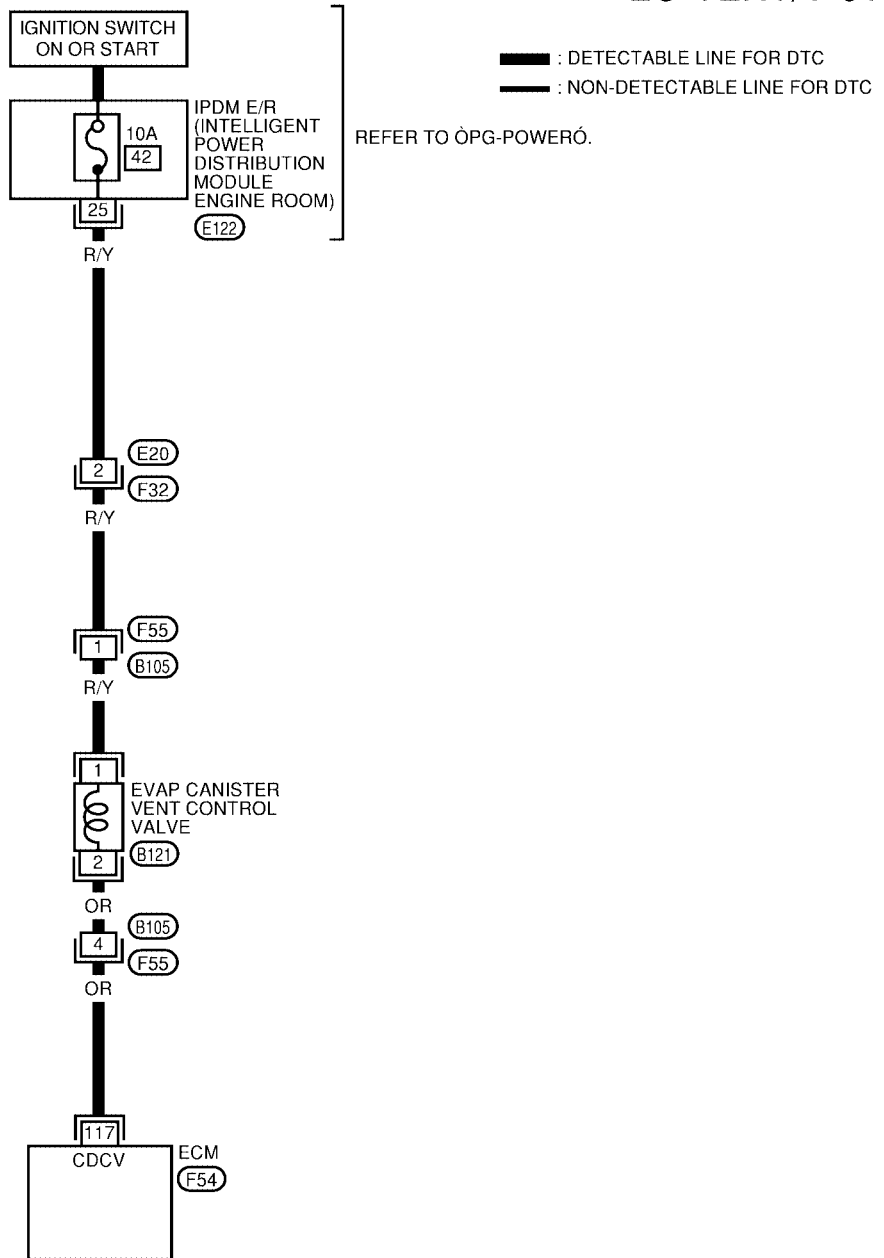 IGNITION SWITCH
ON OR START
: DETECTABLE LINE FOR DTC
: NON-DETECTABLE LINE FOR DTC
10A
42
IPDM E/R
(INTELLIGENT
POWER
DISTRIBUTION
MODULE
ENGINE ROOM)
E122
REFER TO ÒPG-POWERÓ.
25
R/Y
2
E20
F32
R/Y
1
F55
B105
R/Y
1
EVAP CANISTER
VENT CONTROL
VALVE
B121
2
OR
4
B105
F55
OR
117
CDCV
ECM
F54